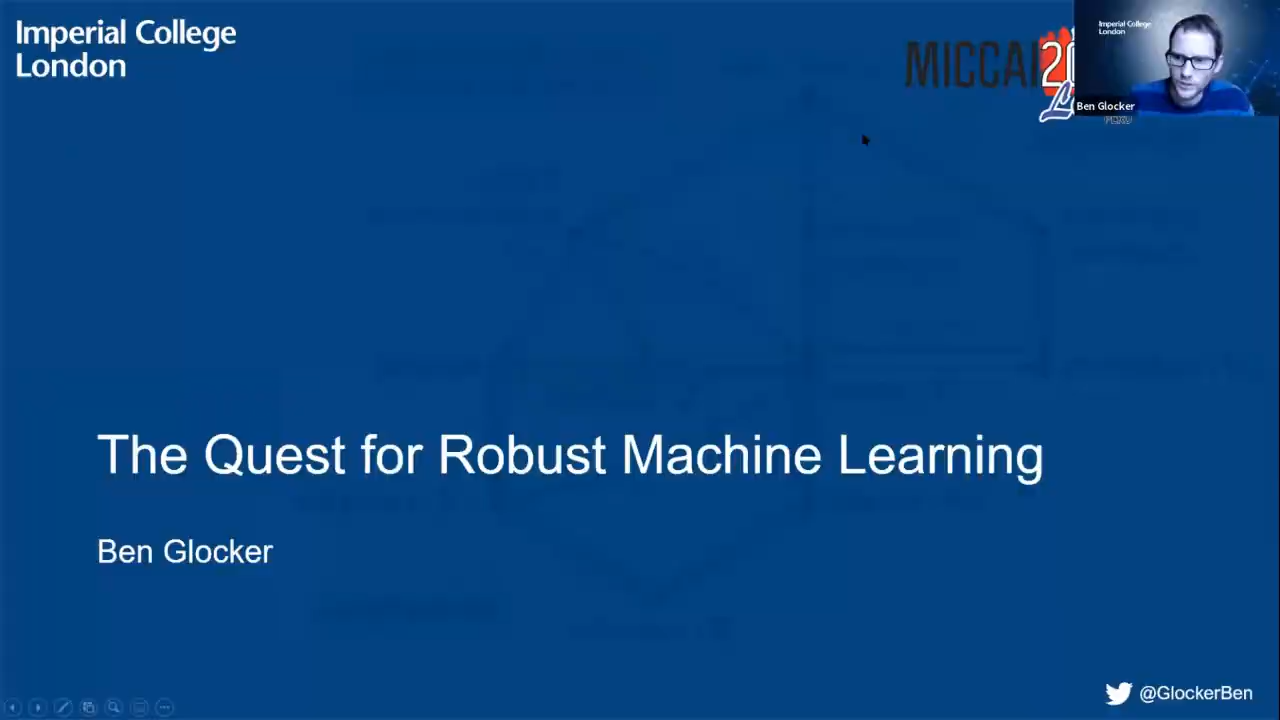 Imperial College
London
MICCAI
Imperial College
London
Ben Glocker
The Quest for Robust Machine Learning
Ben Glocker
@GlockerBen